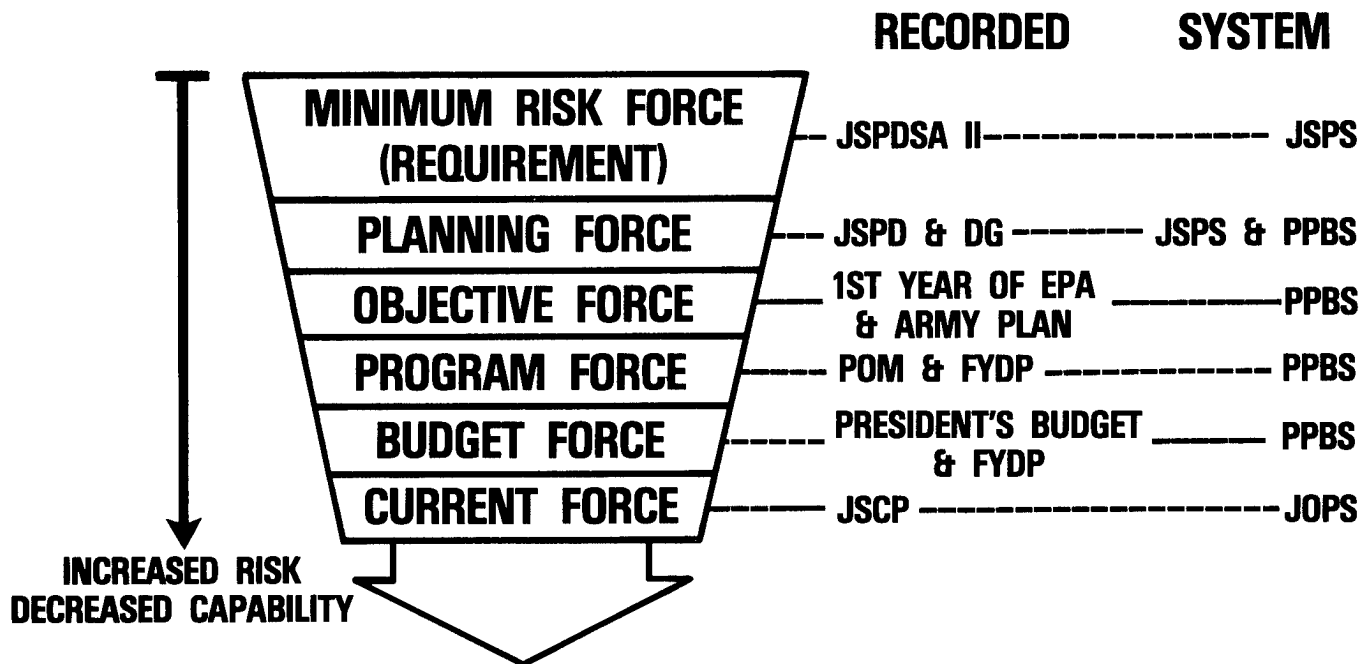 RECORDED SYSTEM
MINIMUM RISK FORCE
(REQUIREMENT)
JSPDSA II JSPS
PLANNING FORCE JSPD & DG JSPS & PPBS
OBJECTIVE FORCE 1ST YEAR OF EPA
& ARMY PLAN PPBS
PROGRAM FORCE POM & FYDP PPBS
BUDGET FORCE PRESIDENT'S BUDGET
& FYDP PPBS
CURRENT FORCE JSCP JOPS
INCREASED RISK
DECREASED CAPABILITY